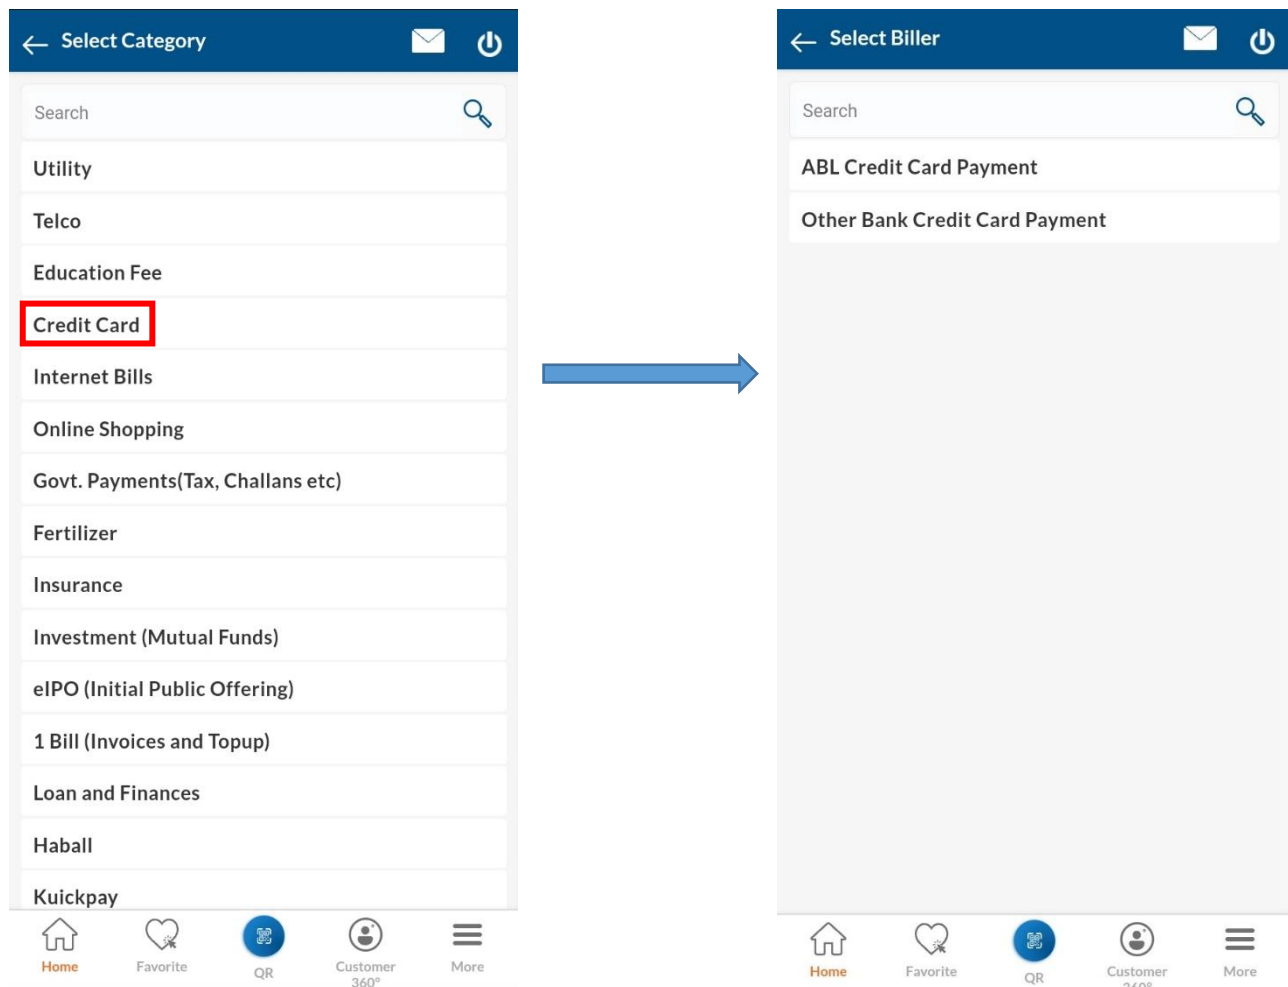 Select Category
Search
Utility
Telco
Education Fee
Credit Card
Internet Bills
Online Shopping
Govt. Payments(Tax, Challans etc)
Fertilizer
Insurance
Investment (Mutual Funds)
eIPO (Initial Public Offering)
1 Bill (Invoices and Topup)
Loan and Finances
Haball
Kuickpay
Home
Favorite
QR
Customer
360°
More
Select Biller
Search
ABL Credit Card Payment
Other Bank Credit Card Payment
Home
Favorite
QR
Customer
360°
More